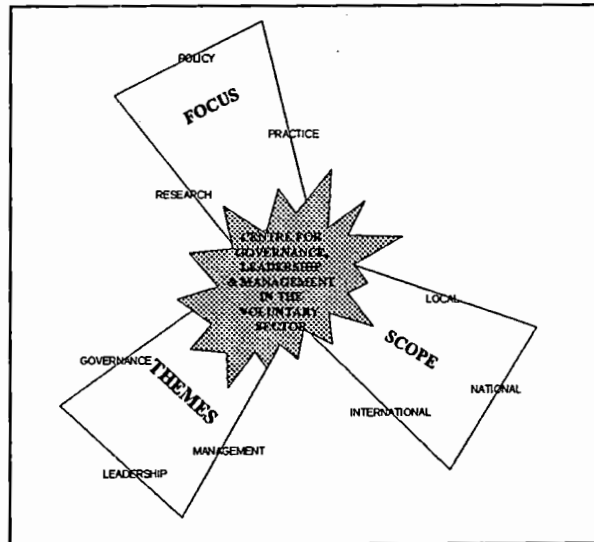 POLICY
FOCUS
PRACTICE
RESEARCH
CENTRE FOR
GOVERNANCE,
LEADERSHIP
& MANAGEMENT
IN THE
VOLUNTARY
SECTOR
LOCAL
SCOPE
NATIONAL
INTERNATIONAL
GOVERNANCE
THEMES
MANAGEMENT
LEADERSHIP